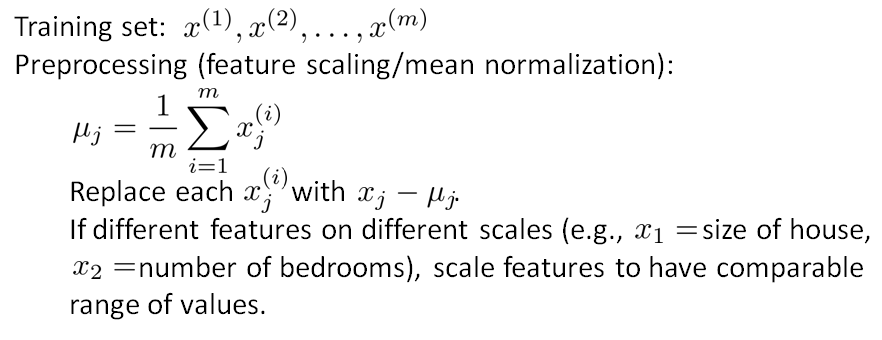 Training set: $x^{(1)}, x^{(2)}, \ldots, x^{(m)}$
Preprocessing (feature scaling/mean normalization):
$\mu_j = \frac{1}{m} \sum_{i=1}^{m} x_j^{(i)}$
Replace each $x_j^{(i)}$ with $x_j - \mu_j$.
If different features on different scales (e.g., $x_1$ = size of house,
$x_2$ = number of bedrooms), scale features to have comparable
range of values.